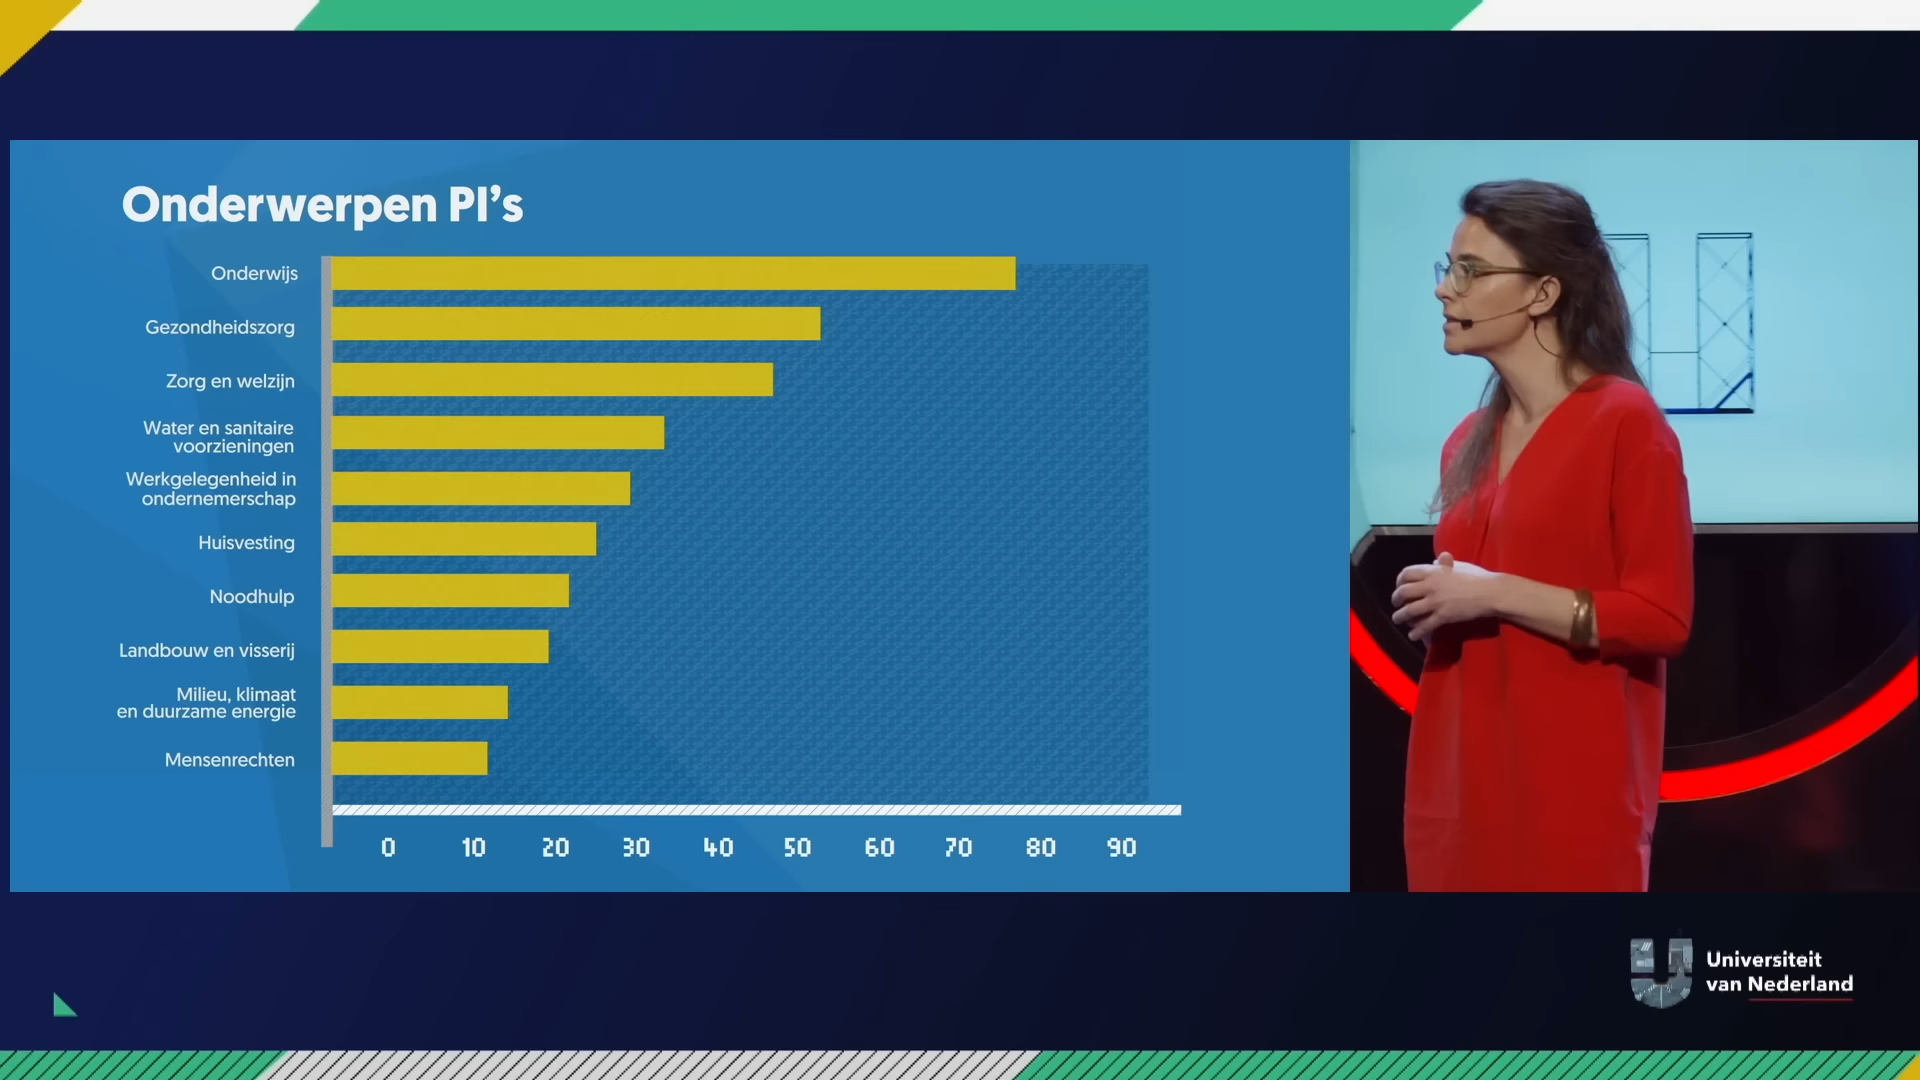 Onderwerpen PI's
Onderwijs
Gezondheidszorg
Zorg en welzijn
Water en sanitaire
voorzieningen
Werkgelegenheid in
ondernemerschap
Huisvesting
Noodhulp
Landbouw en visserij
Milieu, klimaat
en duurzame energie
Mensenrechten
0 10 20 30 40 50 60 70 80 90
Universiteit
van Nederland